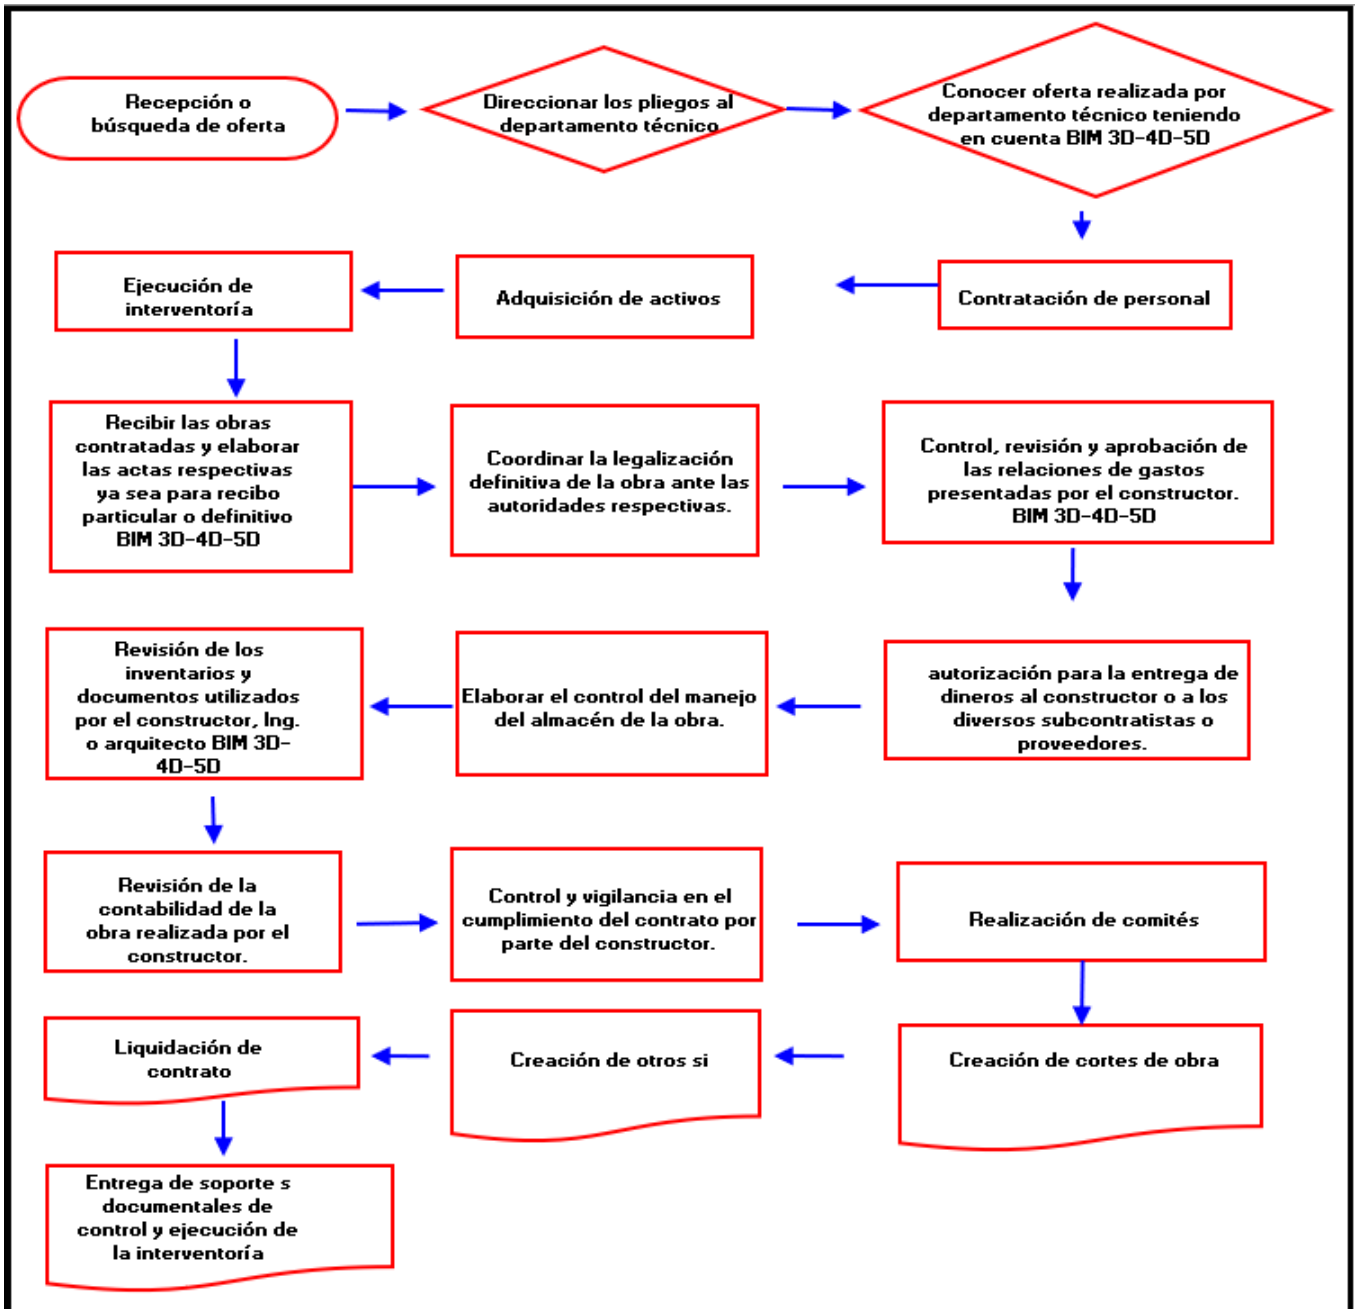 Recepción o
búsqueda de oferta
Direccionar los pliegos al
departamento técnico
Conocer oferta realizada por
departamento técnico teniendo
en cuenta BIM 3D-4D-5D
Contratación de personal
Adquisición de activos
Ejecución de
interventoría
Recibir las obras
contratadas y elaborar
las actas respectivas
ya sea para recibo
particular o definitivo
BIM 3D-4D-5D
Coordinar la legalización
definitiva de la obra ante las
autoridades respectivas.
Control, revisión y aprobación de
las relaciones de gastos
presentadas por el constructor.
BIM 3D-4D-5D
autorización para la entrega de
dineros al constructor o a los
diversos subcontratistas o
proveedores.
Elaborar el control del manejo
del almacén de la obra.
Revisión de los
inventarios y
documentos utilizados
por el constructor, Ing.
o arquitecto BIM 3D-
4D-5D
Revisión de la
contabilidad de la
obra realizada por el
constructor.
Control y vigilancia en el
cumplimiento del contrato por
parte del constructor.
Realización de comités
Creación de cortes de obra
Creación de otros si
Liquidación de
contrato
Entrega de soporte s
documentales de
control y ejecución de
la interventoría